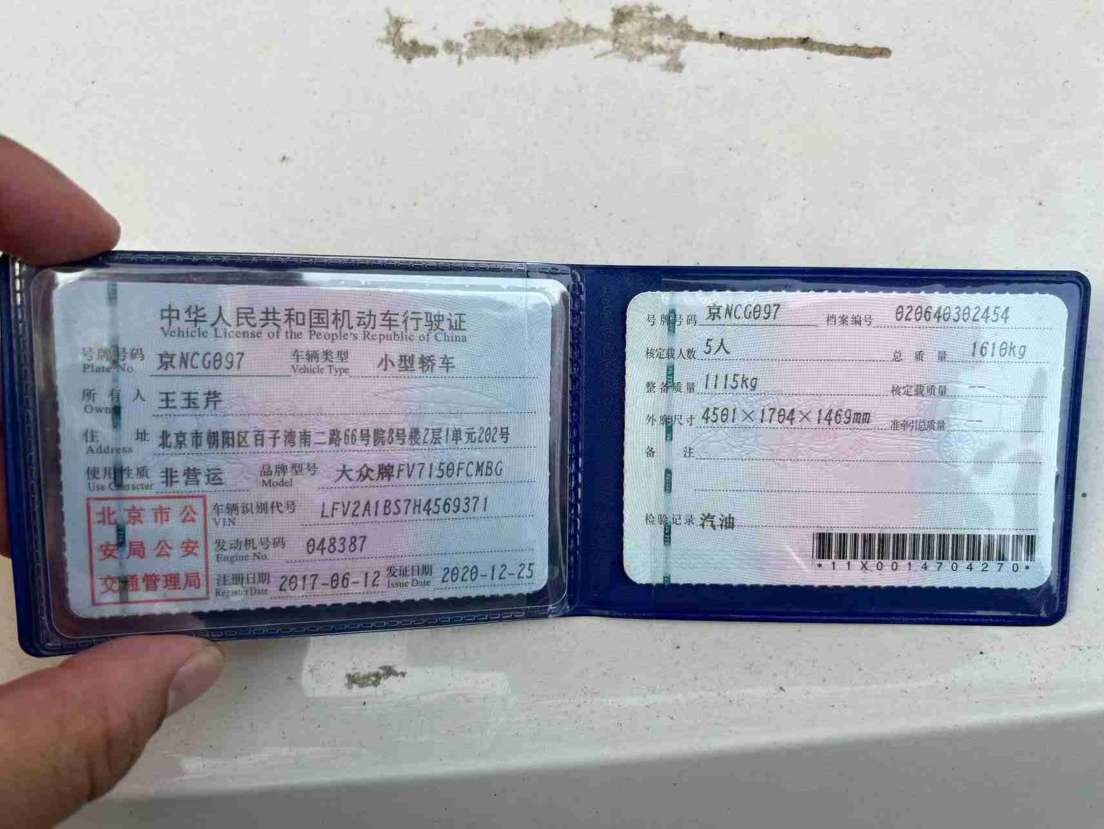 中华人民共和国机动车行驶证
Vehicle License of the People's Republic of China
号牌号码 京NCG097 车辆类型 小型轿车
Plate No. Vehicle Type
所有人 王玉芹
Owner
住址 北京市朝阳区百子湾南二路66号院8号楼2层1单元202号
Address
使用性质 非营运 品牌型号 大众牌FV7150FCMBG
Use Character Model
北京市公安局公安交通管理局
车辆识别代号 LFV2A1BS7H4569371
VIN
发动机号码 048387
Engine No.
注册日期 2017-06-12 发证日期 2020-12-25
Register Date Issue Date
号牌号码 京NCG097 档案编号 020640302454
核定载人数 5人 总质量 1610kg
整备质量 1115kg 核定载质量 --
外廓尺寸 4501×1704×1469mm 准牵引总质量 --
备注
检验记录 汽油
*11X0014704270*